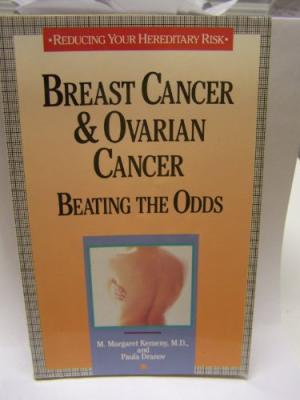 •REDUCING YOUR HEREDITARY RISK•
BREAST CANCER
& OVARIAN
CANCER
BEATING THE ODDS
M. Margaret Kemeny, M.D.,
and
Paula Dranov